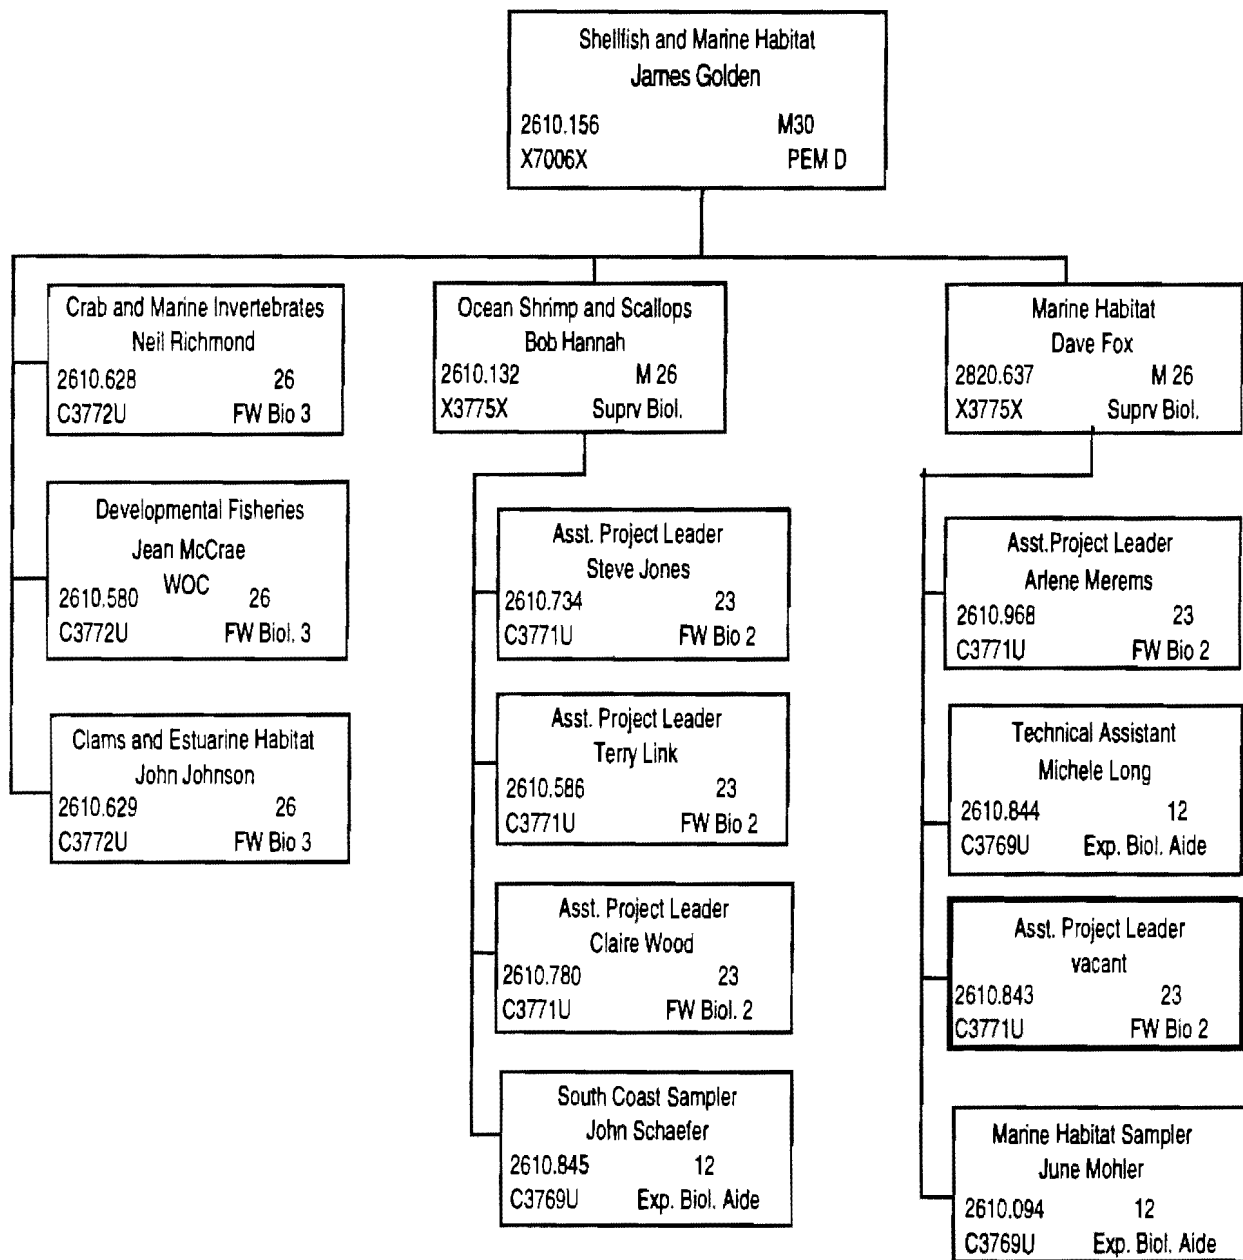 Shellfish and Marine Habitat
James Golden
2610.156 M30
X7006X PEM D
Crab and Marine Invertebrates
Neil Richmond
2610.628 26
C3772U FW Bio 3
Developmental Fisheries
Jean McCrae
WOC
2610.580 26
C3772U FW Biol. 3
Clams and Estuarine Habitat
John Johnson
2610.629 26
C3772U FW Bio 3
Ocean Shrimp and Scallops
Bob Hannah
2610.132 M 26
X3775X Suprv Biol.
Asst. Project Leader
Steve Jones
2610.734 23
C3771U FW Bio 2
Asst. Project Leader
Terry Link
2610.586 23
C3771U FW Bio 2
Asst. Project Leader
Claire Wood
2610.780 23
C3771U FW Biol. 2
South Coast Sampler
John Schaefer
2610.845 12
C3769U Exp. Biol. Aide
Marine Habitat
Dave Fox
2820.637 M 26
X3775X Suprv Biol.
Asst.Project Leader
Arlene Merems
2610.968 23
C3771U FW Bio 2
Technical Assistant
Michele Long
2610.844 12
C3769U Exp. Biol. Aide
Asst. Project Leader
vacant
2610.843 23
C3771U FW Bio 2
Marine Habitat Sampler
June Mohler
2610.094 12
C3769U Exp. Biol. Aide